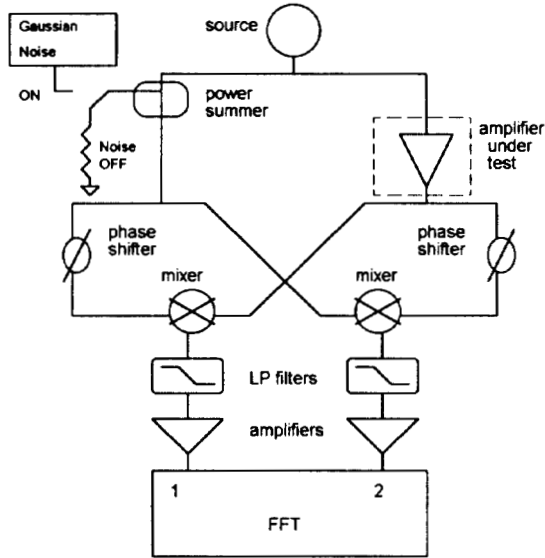 Gaussian
Noise
source
ON
power
summer
Noise
OFF
amplifier
under
test
phase
shifter
phase
shifter
mixer
mixer
LP filters
amplifiers
1
2
FFT